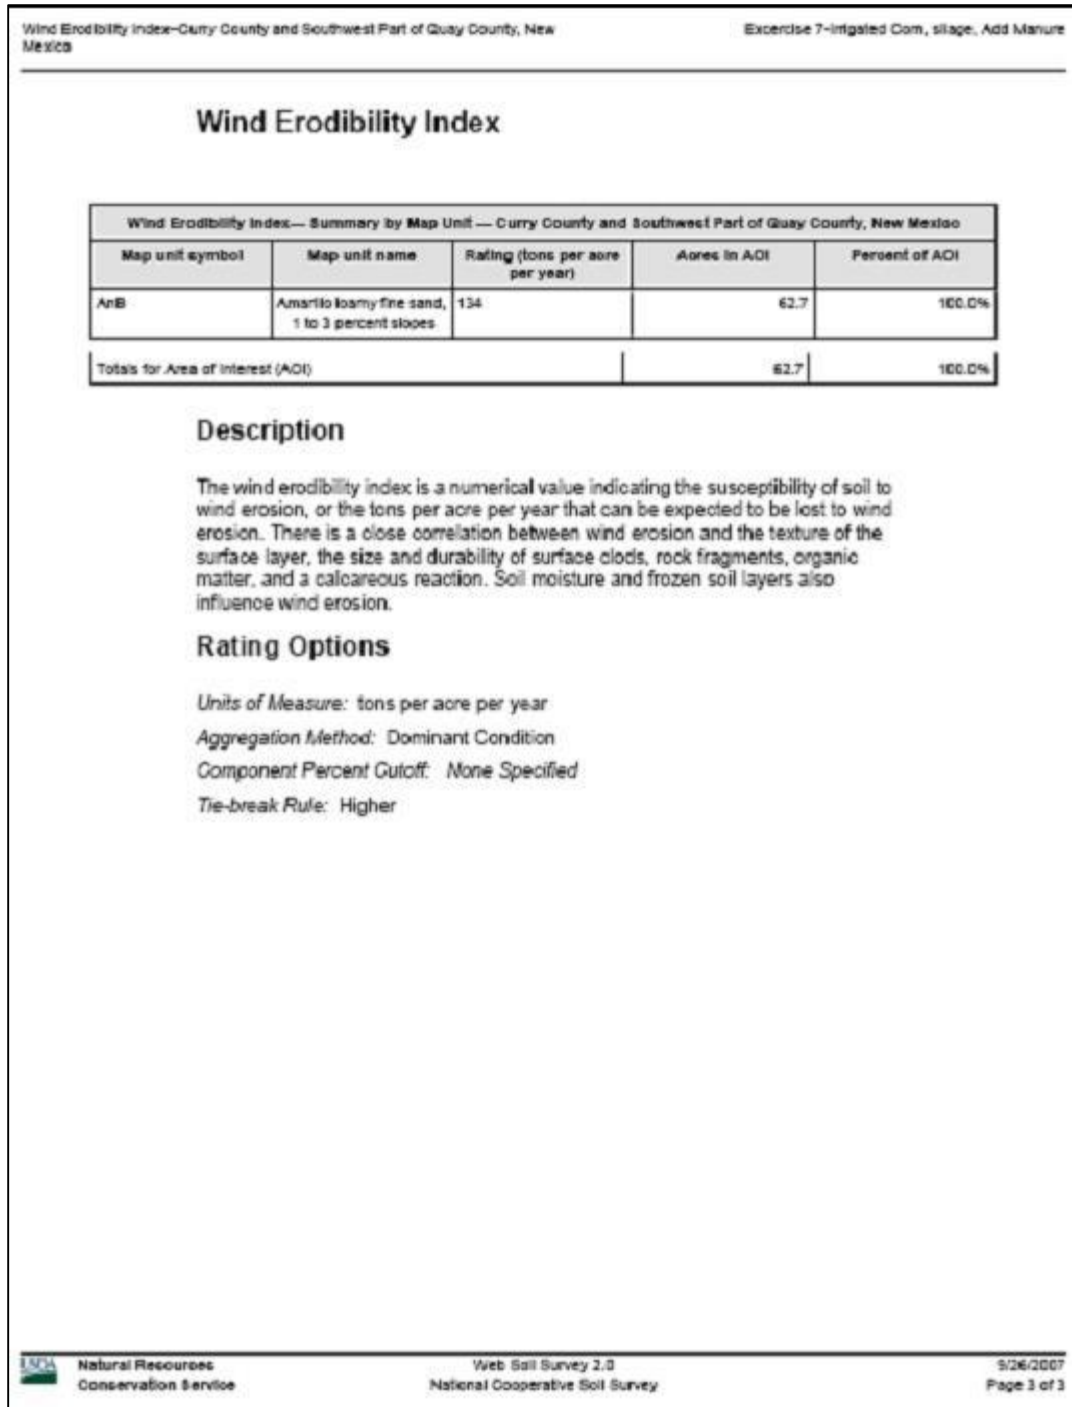 Wind Erodibility Index–Curry County and Southwest Part of Quay County, New
Mexico
Excercise 7-Irrigated Corn, silage, Add Manure
Wind Erodibility Index
Wind Erodibility Index— Summary by Map Unit — Curry County and Southwest Part of Quay County, New Mexico
Map unit symbol Map unit name Rating (tons per acre per year) Acres in AOI Percent of AOI
AnB Amarillo loamy fine sand, 1 to 3 percent slopes 134 62.7 100.0%
Totals for Area of Interest (AOI) 62.7 100.0%
Description
The wind erodibility index is a numerical value indicating the susceptibility of soil to
wind erosion, or the tons per acre per year that can be expected to be lost to wind
erosion. There is a close correlation between wind erosion and the texture of the
surface layer, the size and durability of surface clods, rock fragments, organic
matter, and a calcareous reaction. Soil moisture and frozen soil layers also
influence wind erosion.
Rating Options
Units of Measure: tons per acre per year
Aggregation Method: Dominant Condition
Component Percent Cutoff: None Specified
Tie-break Rule: Higher
USDA
Natural Resources
Conservation Service
Web Soil Survey 2.0
National Cooperative Soil Survey
9/26/2007
Page 3 of 3